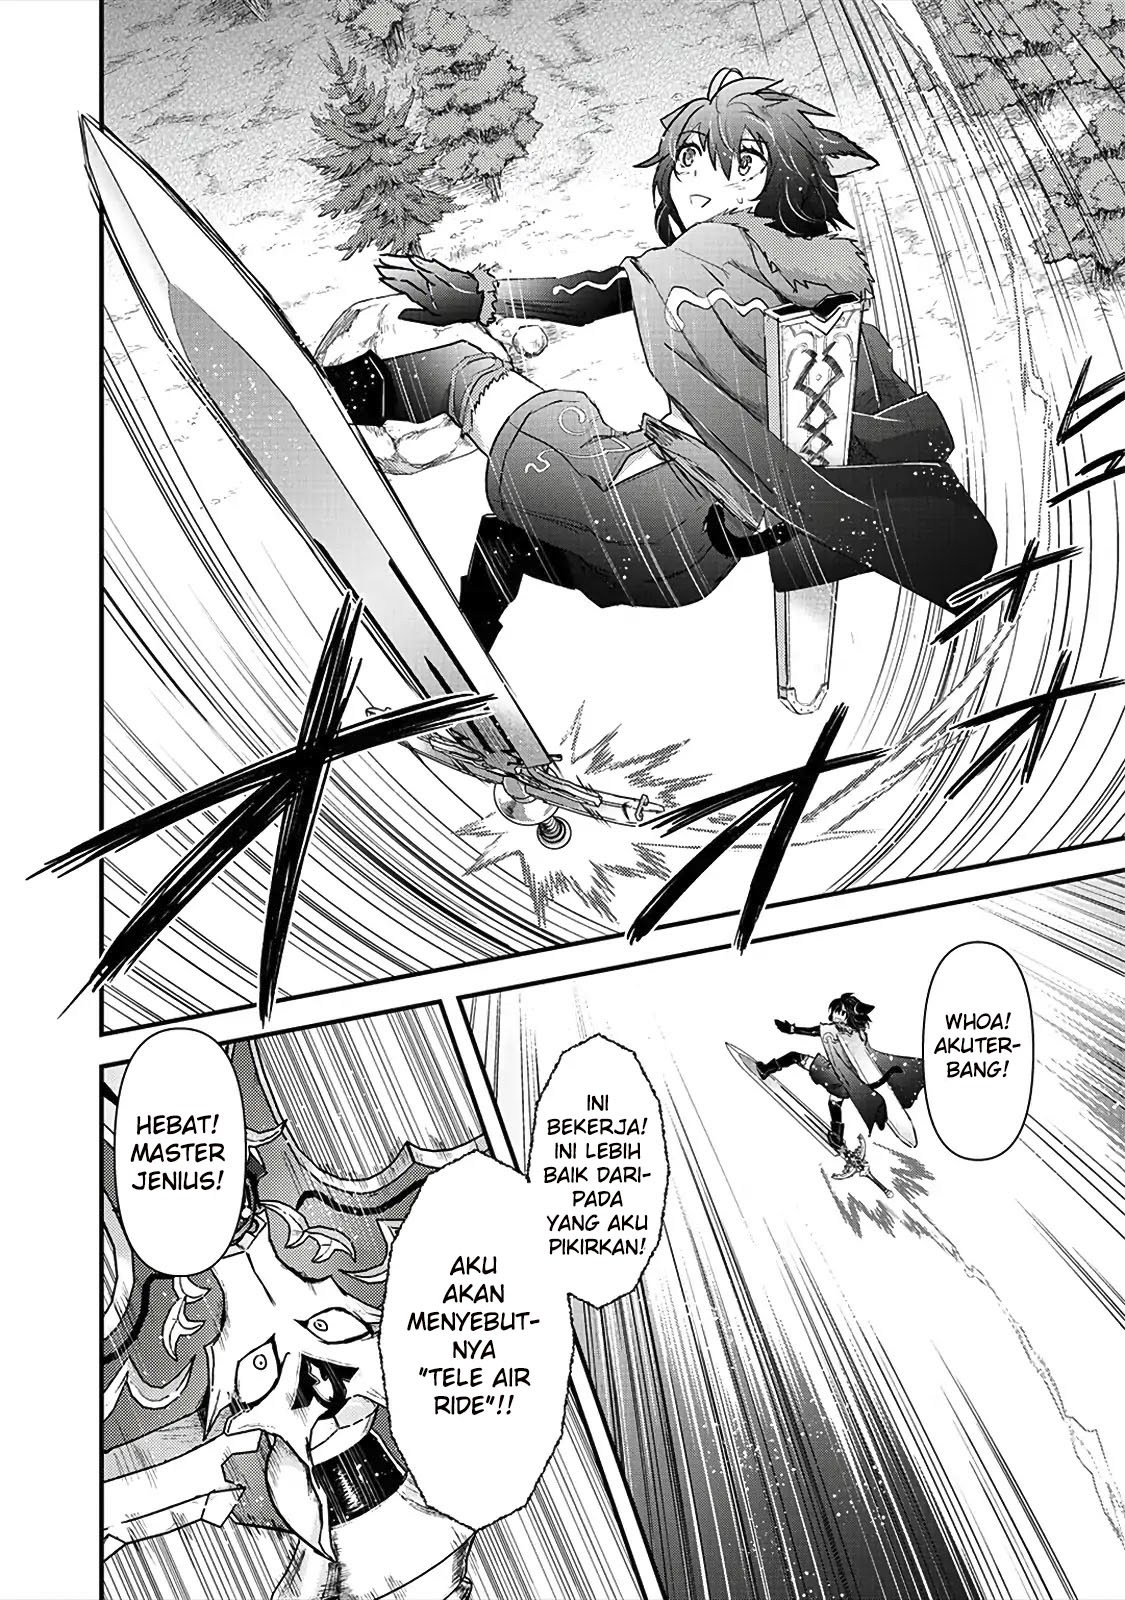 WHOA!
AKUTER-
BANG!
INI
BEKERJA!
INI LEBIH
BAIK DARI-
PADA
YANG AKU
PIKIRKAN!
AKU
AKAN
MENYEBUT-
NYA
"TELE AIR
RIDE"!!
HEBAT!
MASTER
JENIUS!